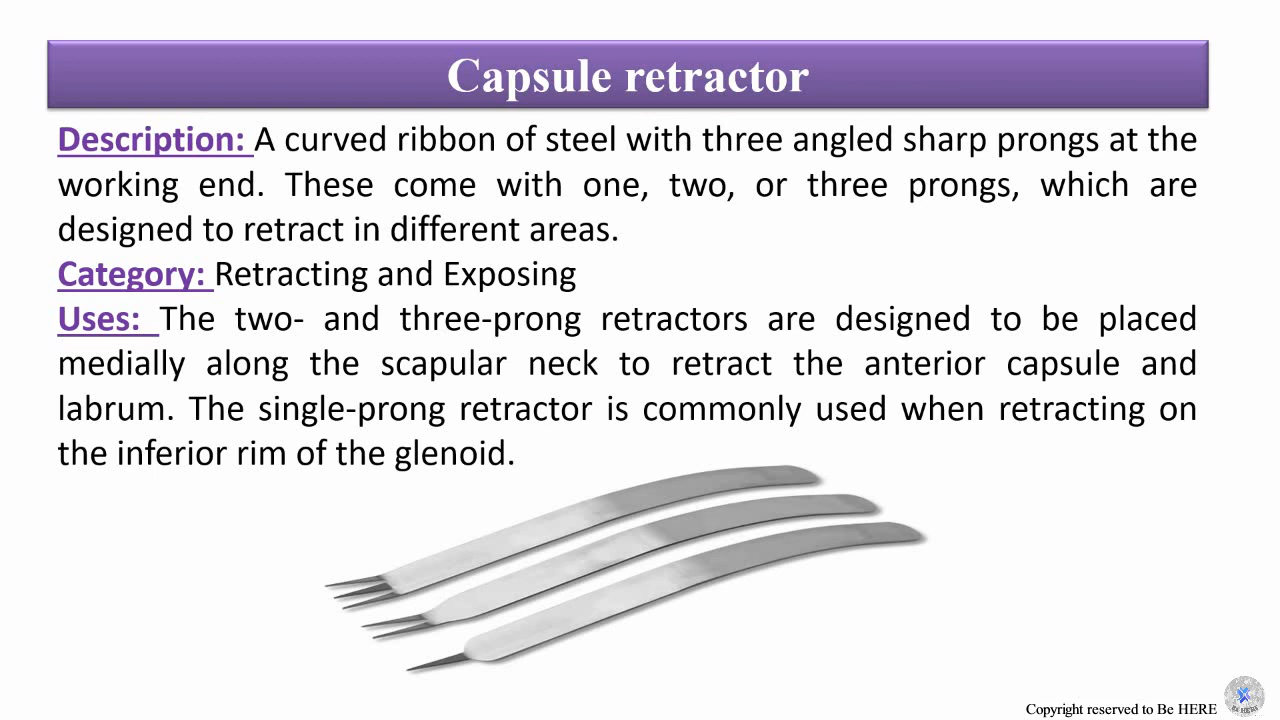 Capsule retractor
Description: A curved ribbon of steel with three angled sharp prongs at the
working end. These come with one, two, or three prongs, which are
designed to retract in different areas.
Category: Retracting and Exposing
Uses: The two- and three-prong retractors are designed to be placed
medially along the scapular neck to retract the anterior capsule and
labrum. The single-prong retractor is commonly used when retracting on
the inferior rim of the glenoid.
Copyright reserved to Be HERE